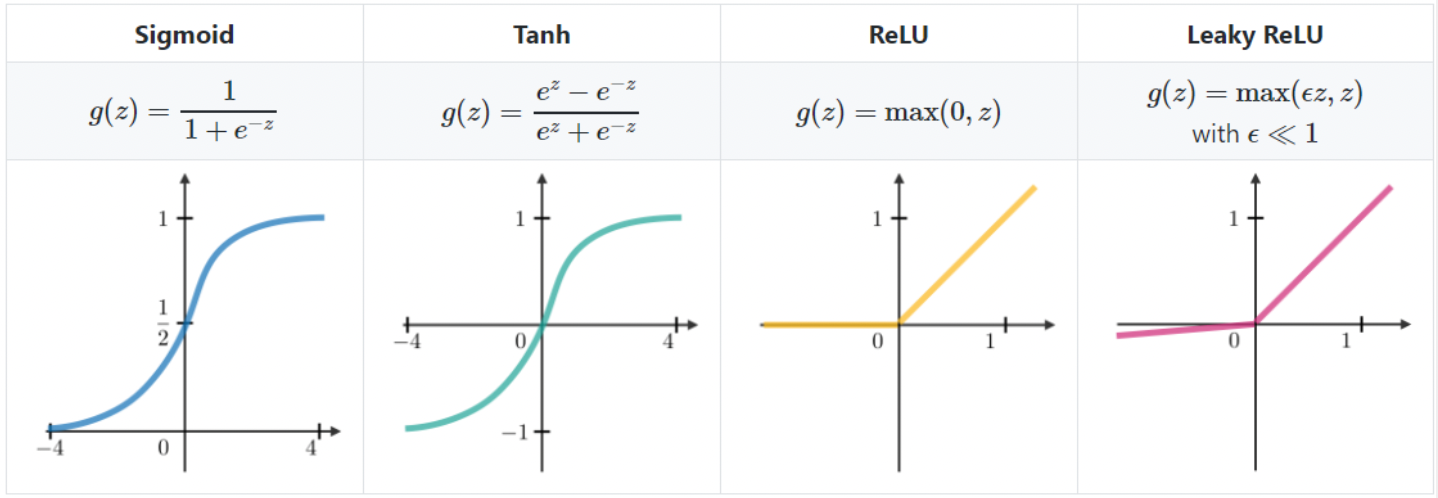 Sigmoid
Tanh
ReLU
Leaky ReLU
g(z) = 1 / (1 + e^{−z})
g(z) = (e^z − e^{−z}) / (e^z + e^{−z})
g(z) = max(0, z)
g(z) = max(ϵz, z)
with ϵ ≪ 1
1
1/2
−4
0
4
1
−4
0
4
−1
1
0
1
1
0
1